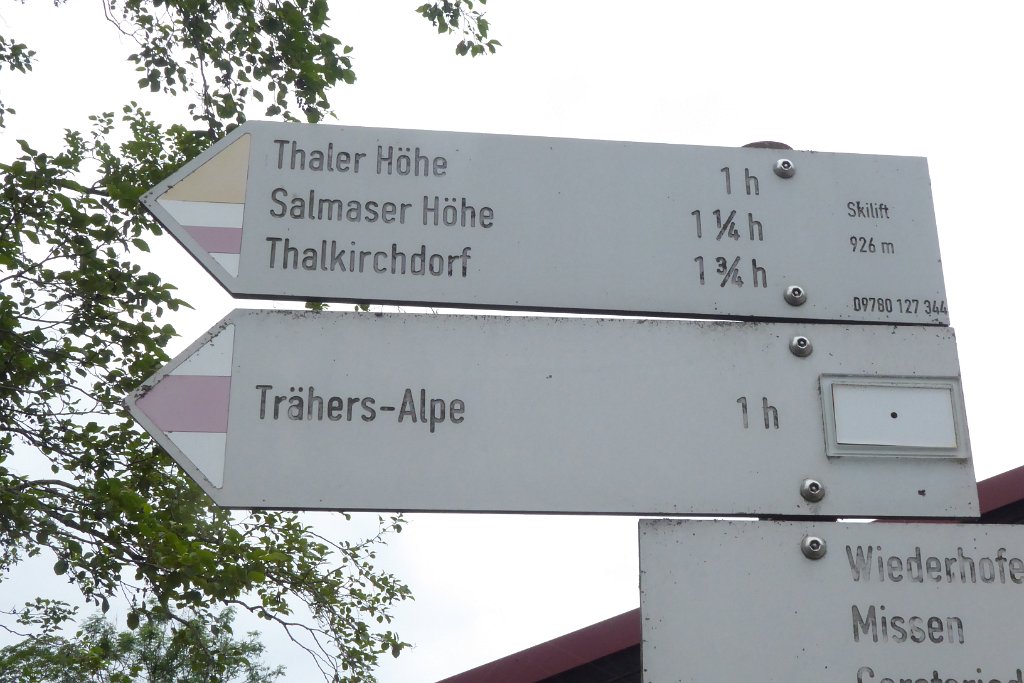 Thaler Höhe 1 h
Salmaser Höhe 1 ¼ h
Thalkirchdorf 1 ¾ h
Skilift
926 m
09780 127 344
Trähers-Alpe 1 h
Wiederhofe
Missen